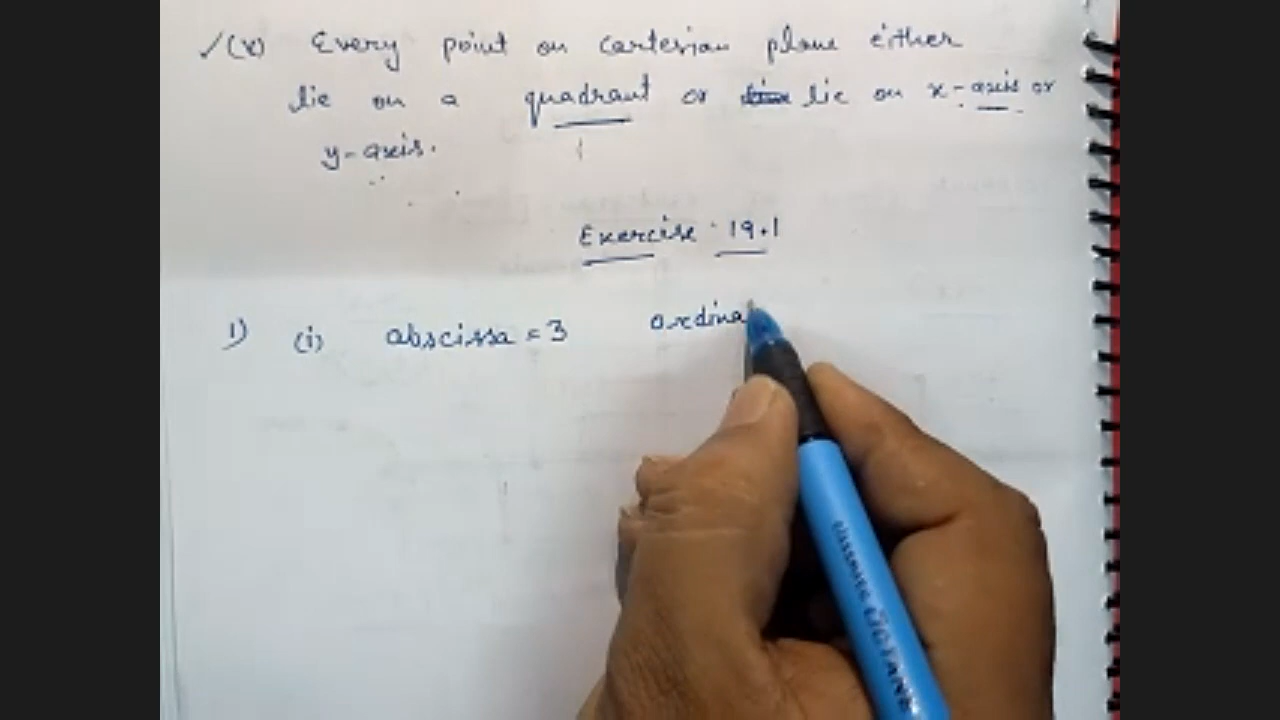 ✓(v) Every point on cartesian plane either
lie on a quadrant or lie on x-axis or
y-axis.
Exercise 19.1
1) (i) abscissa = 3 ordina